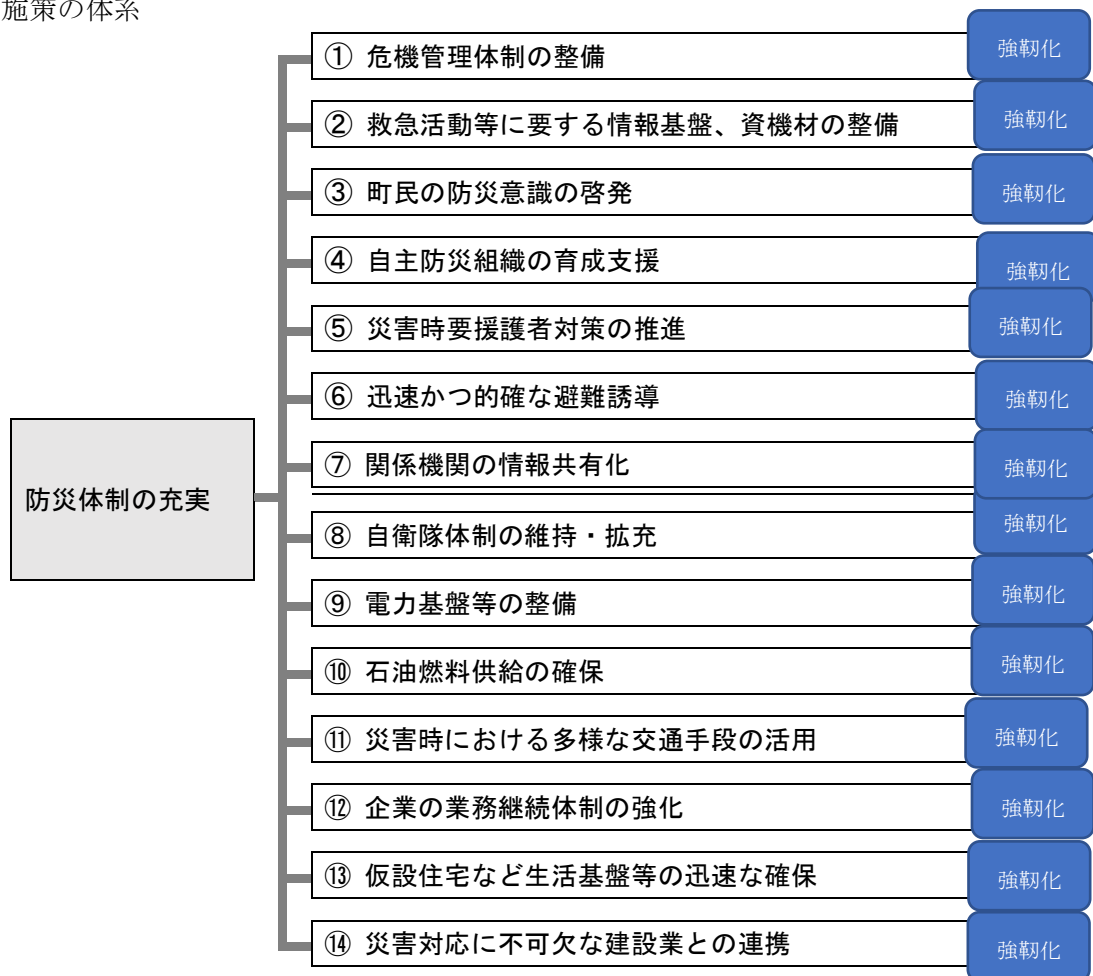 施策の体系
① 危機管理体制の整備
強靭化
② 救急活動等に要する情報基盤、資機材の整備
強靭化
③ 町民の防災意識の啓発
強靭化
④ 自主防災組織の育成支援
強靭化
⑤ 災害時要援護者対策の推進
強靭化
⑥ 迅速かつ的確な避難誘導
強靭化
⑦ 関係機関の情報共有化
強靭化
防災体制の充実
⑧ 自衛隊体制の維持・拡充
強靭化
⑨ 電力基盤等の整備
強靭化
⑩ 石油燃料供給の確保
強靭化
⑪ 災害時における多様な交通手段の活用
強靭化
⑫ 企業の業務継続体制の強化
強靭化
⑬ 仮設住宅など生活基盤等の迅速な確保
強靭化
⑭ 災害対応に不可欠な建設業との連携
強靭化